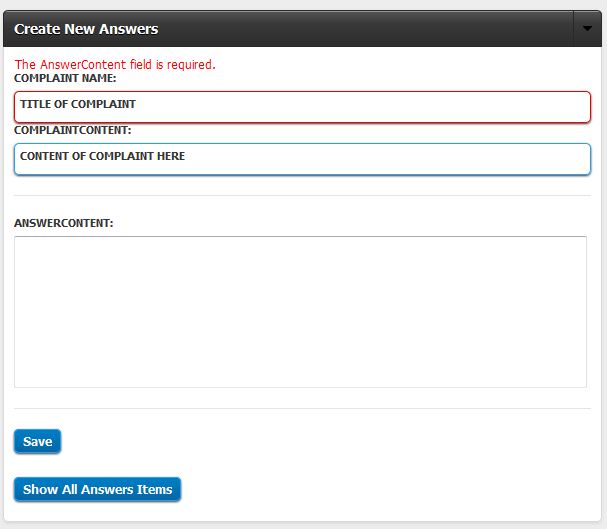 Create New Answers
The AnswerContent field is required.
COMPLAINT NAME:
TITLE OF COMPLAINT
COMPLAINTCONTENT:
CONTENT OF COMPLAINT HERE
ANSWERCONTENT:
Save
Show All Answers Items